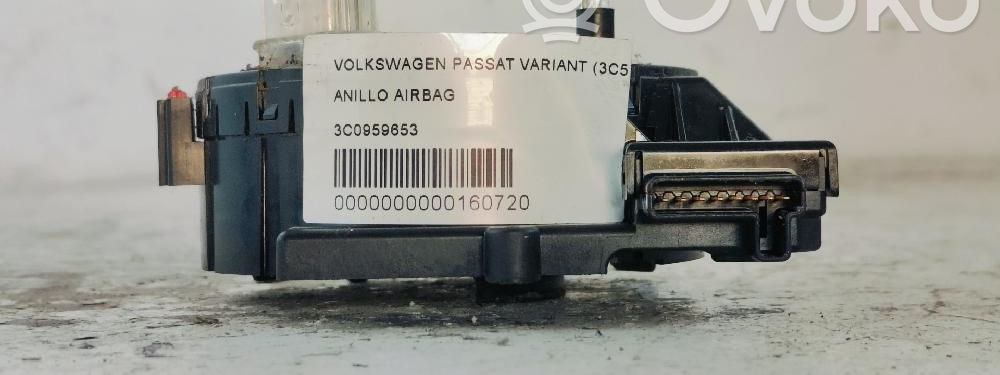 OVOKO
VOLKSWAGEN PASSAT VARIANT (3C5
ANILLO AIRBAG
3C0959653
0000000000160720